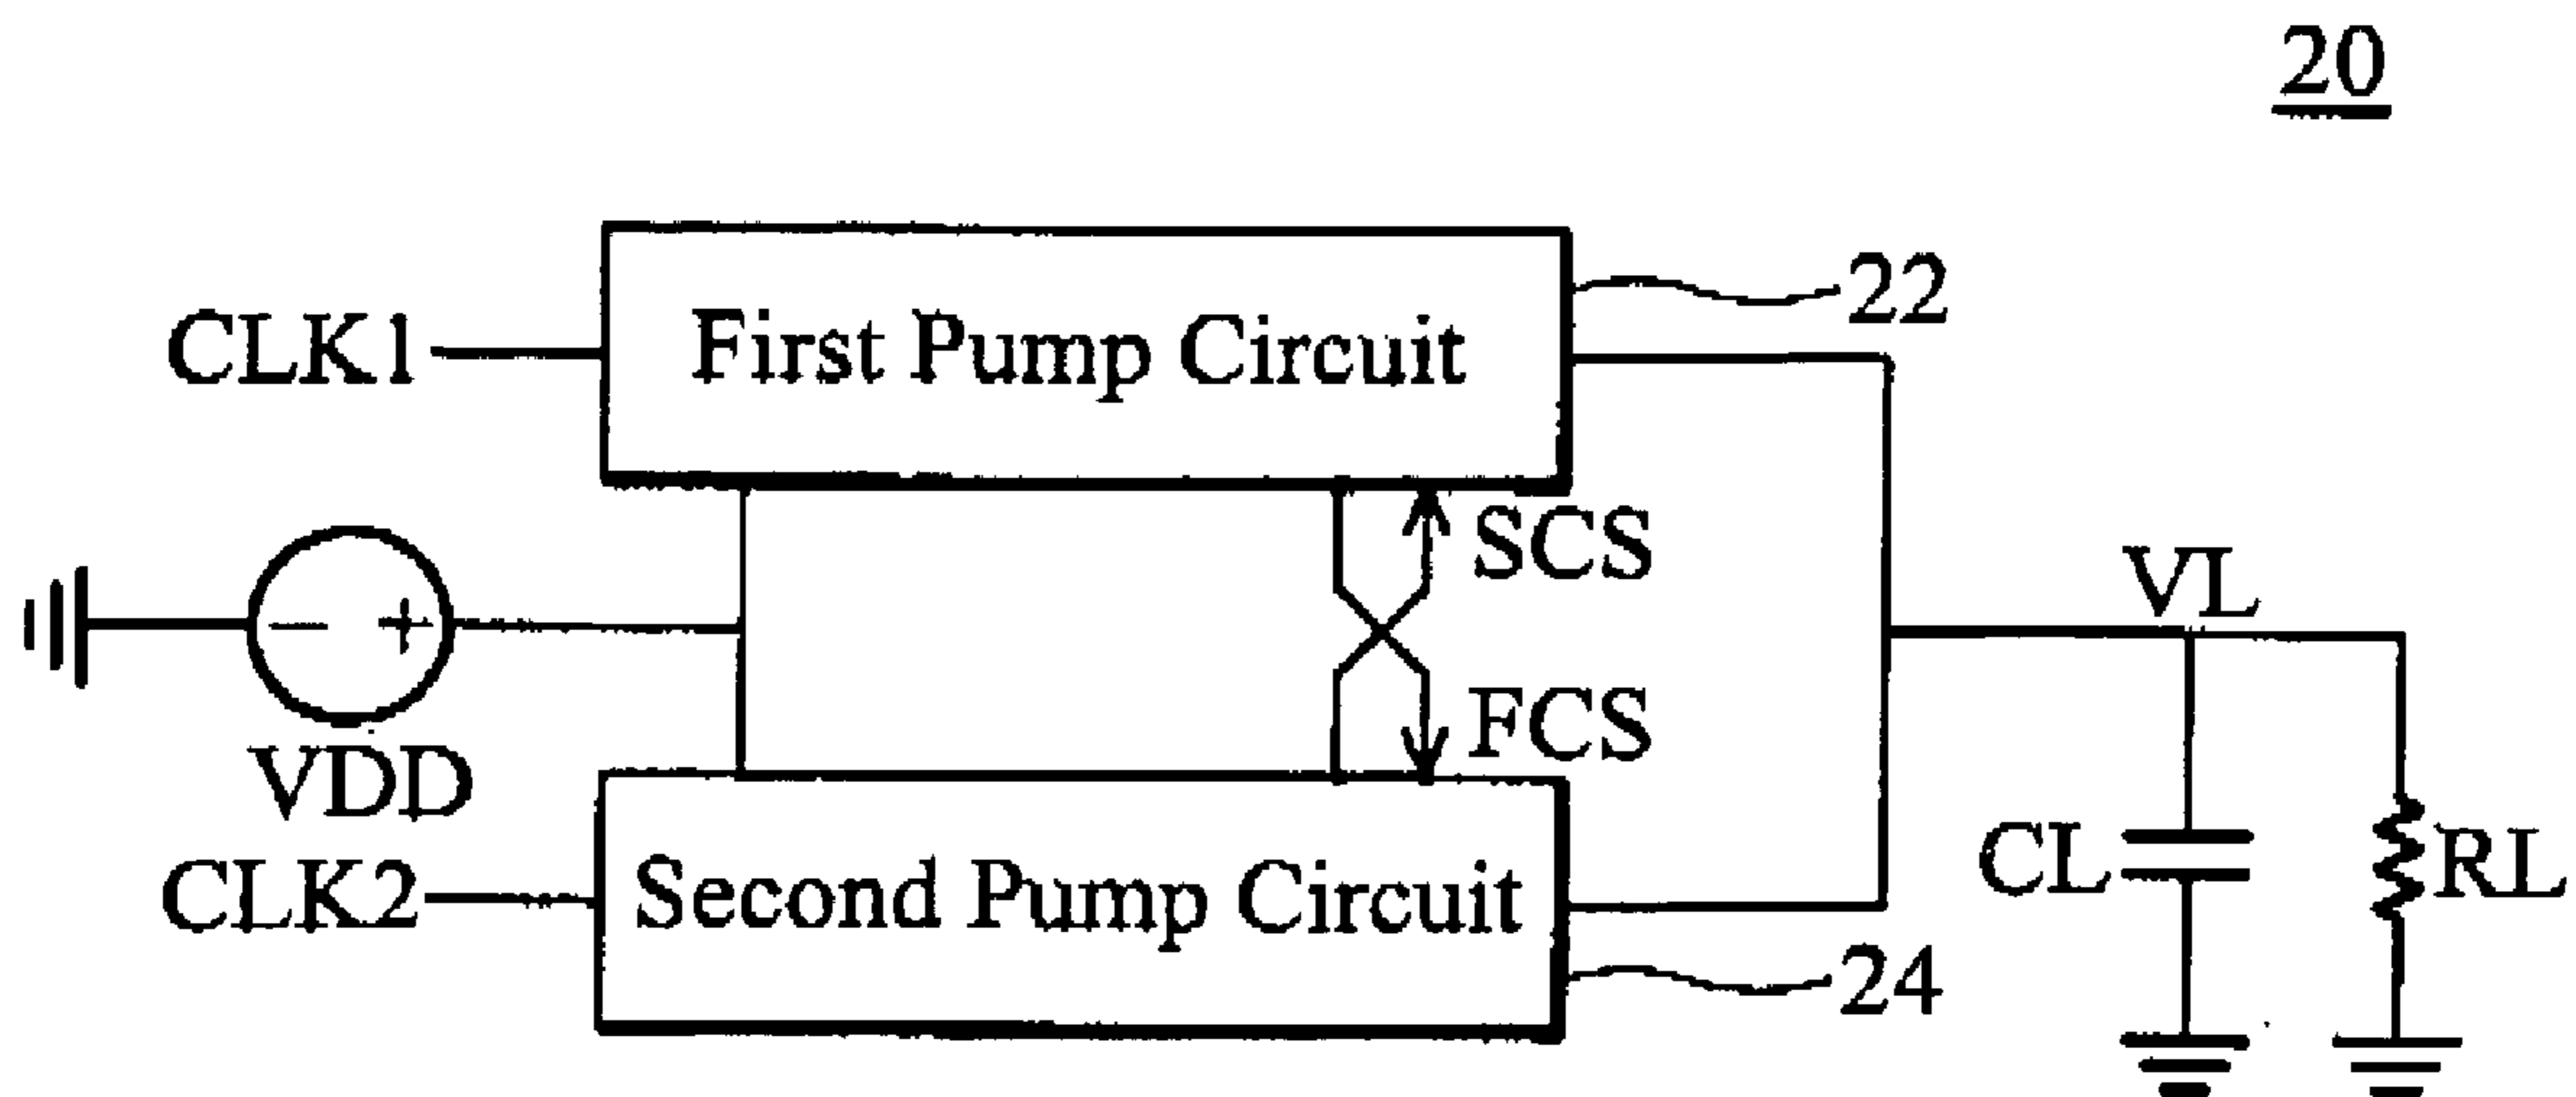 20
22
CLK1
First Pump Circuit
SCS
VL
− +
FCS
VDD
CL
RL
CLK2
Second Pump Circuit
24